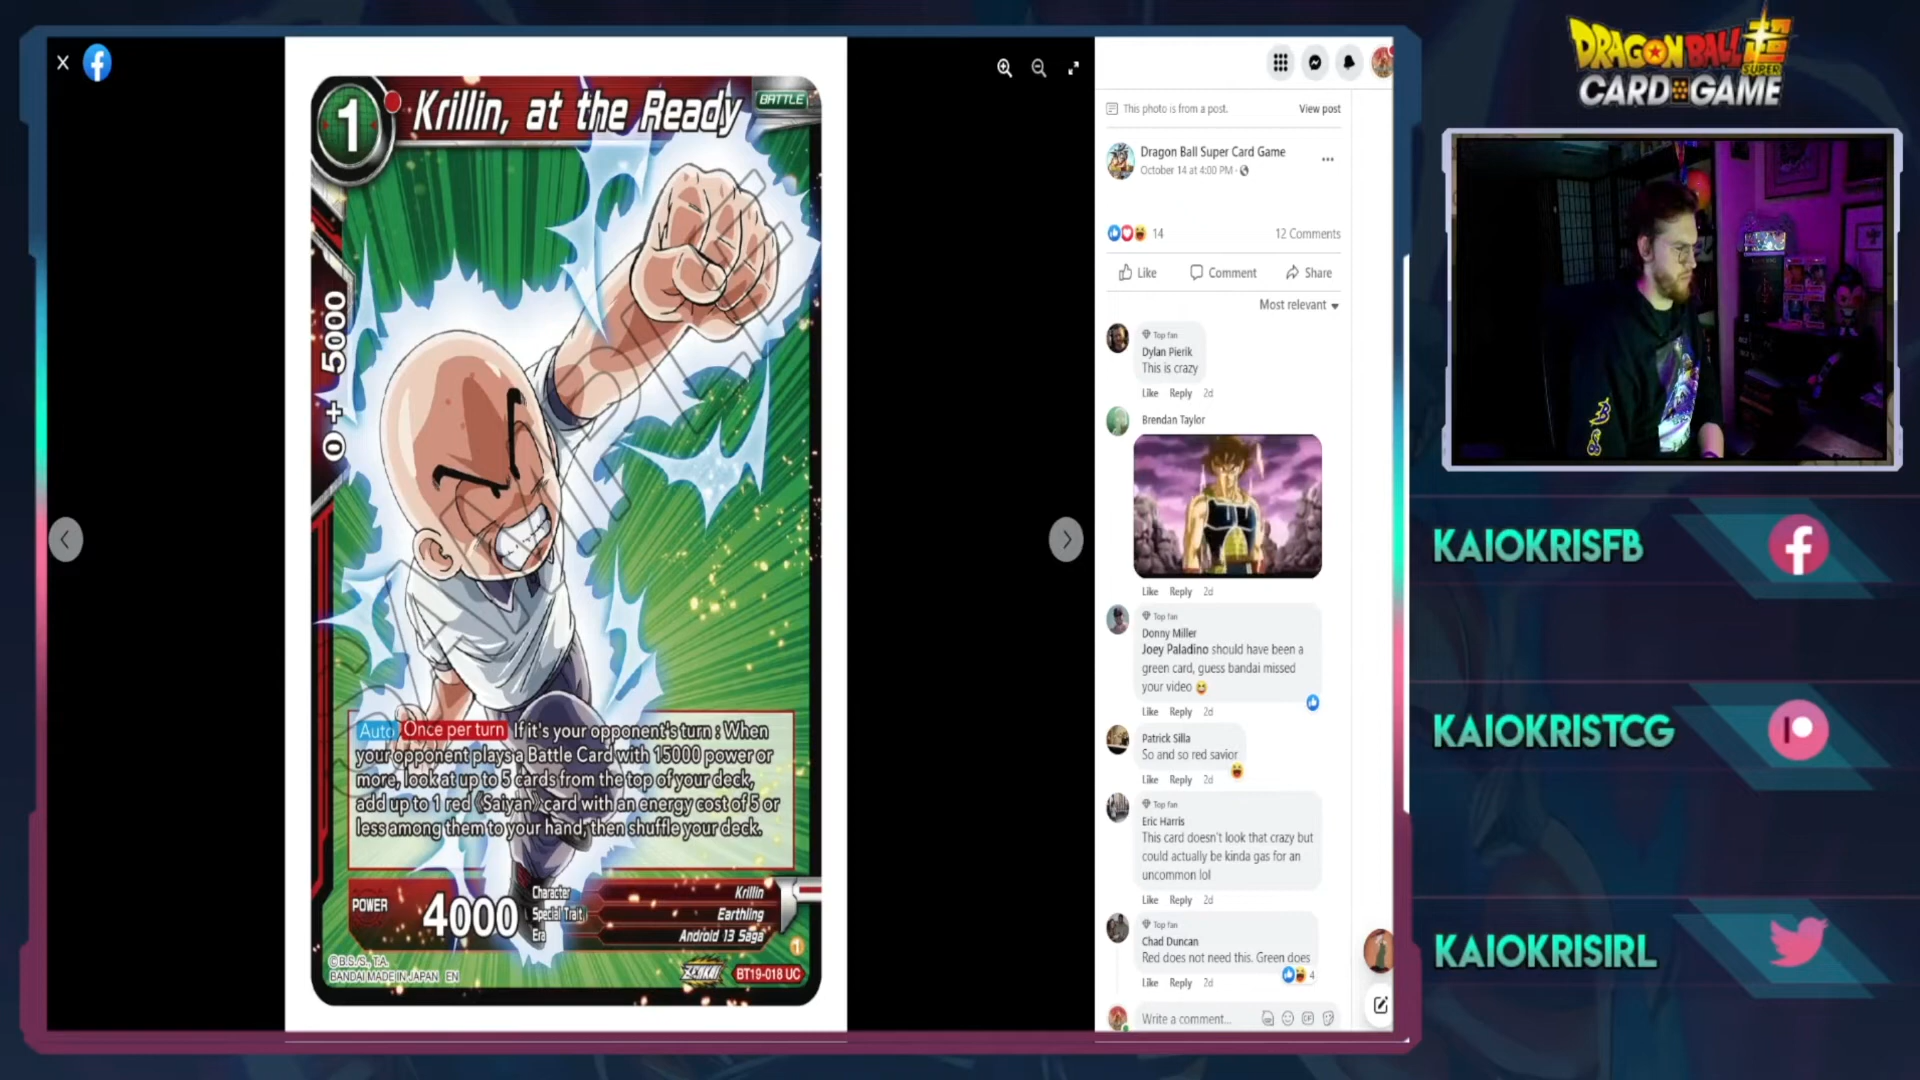 1
Krillin, at the Ready
BATTLE
0 + 5000
SAMPLE
Auto Once per turn If it's your opponent's turn : When
your opponent plays a Battle Card with 15000 power or
more, look at up to 5 cards from the top of your deck,
add up to 1 red《Saiyan》card with an energy cost of 5 or
less among them to your hand, then shuffle your deck.
POWER 4000
Character Krillin
Special Trait Earthling
Era Android 13 Saga
1
©B.S./S., T.A.
BANDAI MADE IN JAPAN EN
ZENKAI
BT19-018 UC
This photo is from a post. View post
Dragon Ball Super Card Game
October 14 at 4:00 PM ·
14 12 Comments
Like Comment Share
Most relevant
Top fan
Dylan Pierik
This is crazy
Like Reply 2d
Brendan Taylor
Like Reply 2d
Top fan
Donny Miller
Joey Paladino should have been a
green card, guess bandai missed
your video 😆
Like Reply 2d
Patrick Silla
So and so red savior
Like Reply 2d
Top fan
Eric Harris
This card doesn't look that crazy but
could actually be kinda gas for an
uncommon lol
Like Reply 2d
Top fan
Chad Duncan
Red does not need this. Green does
4
Like Reply 2d
Write a comment...
DRAGON BALL 超
SUPER
CARD GAME
KAIOKRISFB
KAIOKRISTCG
KAIOKRISIRL